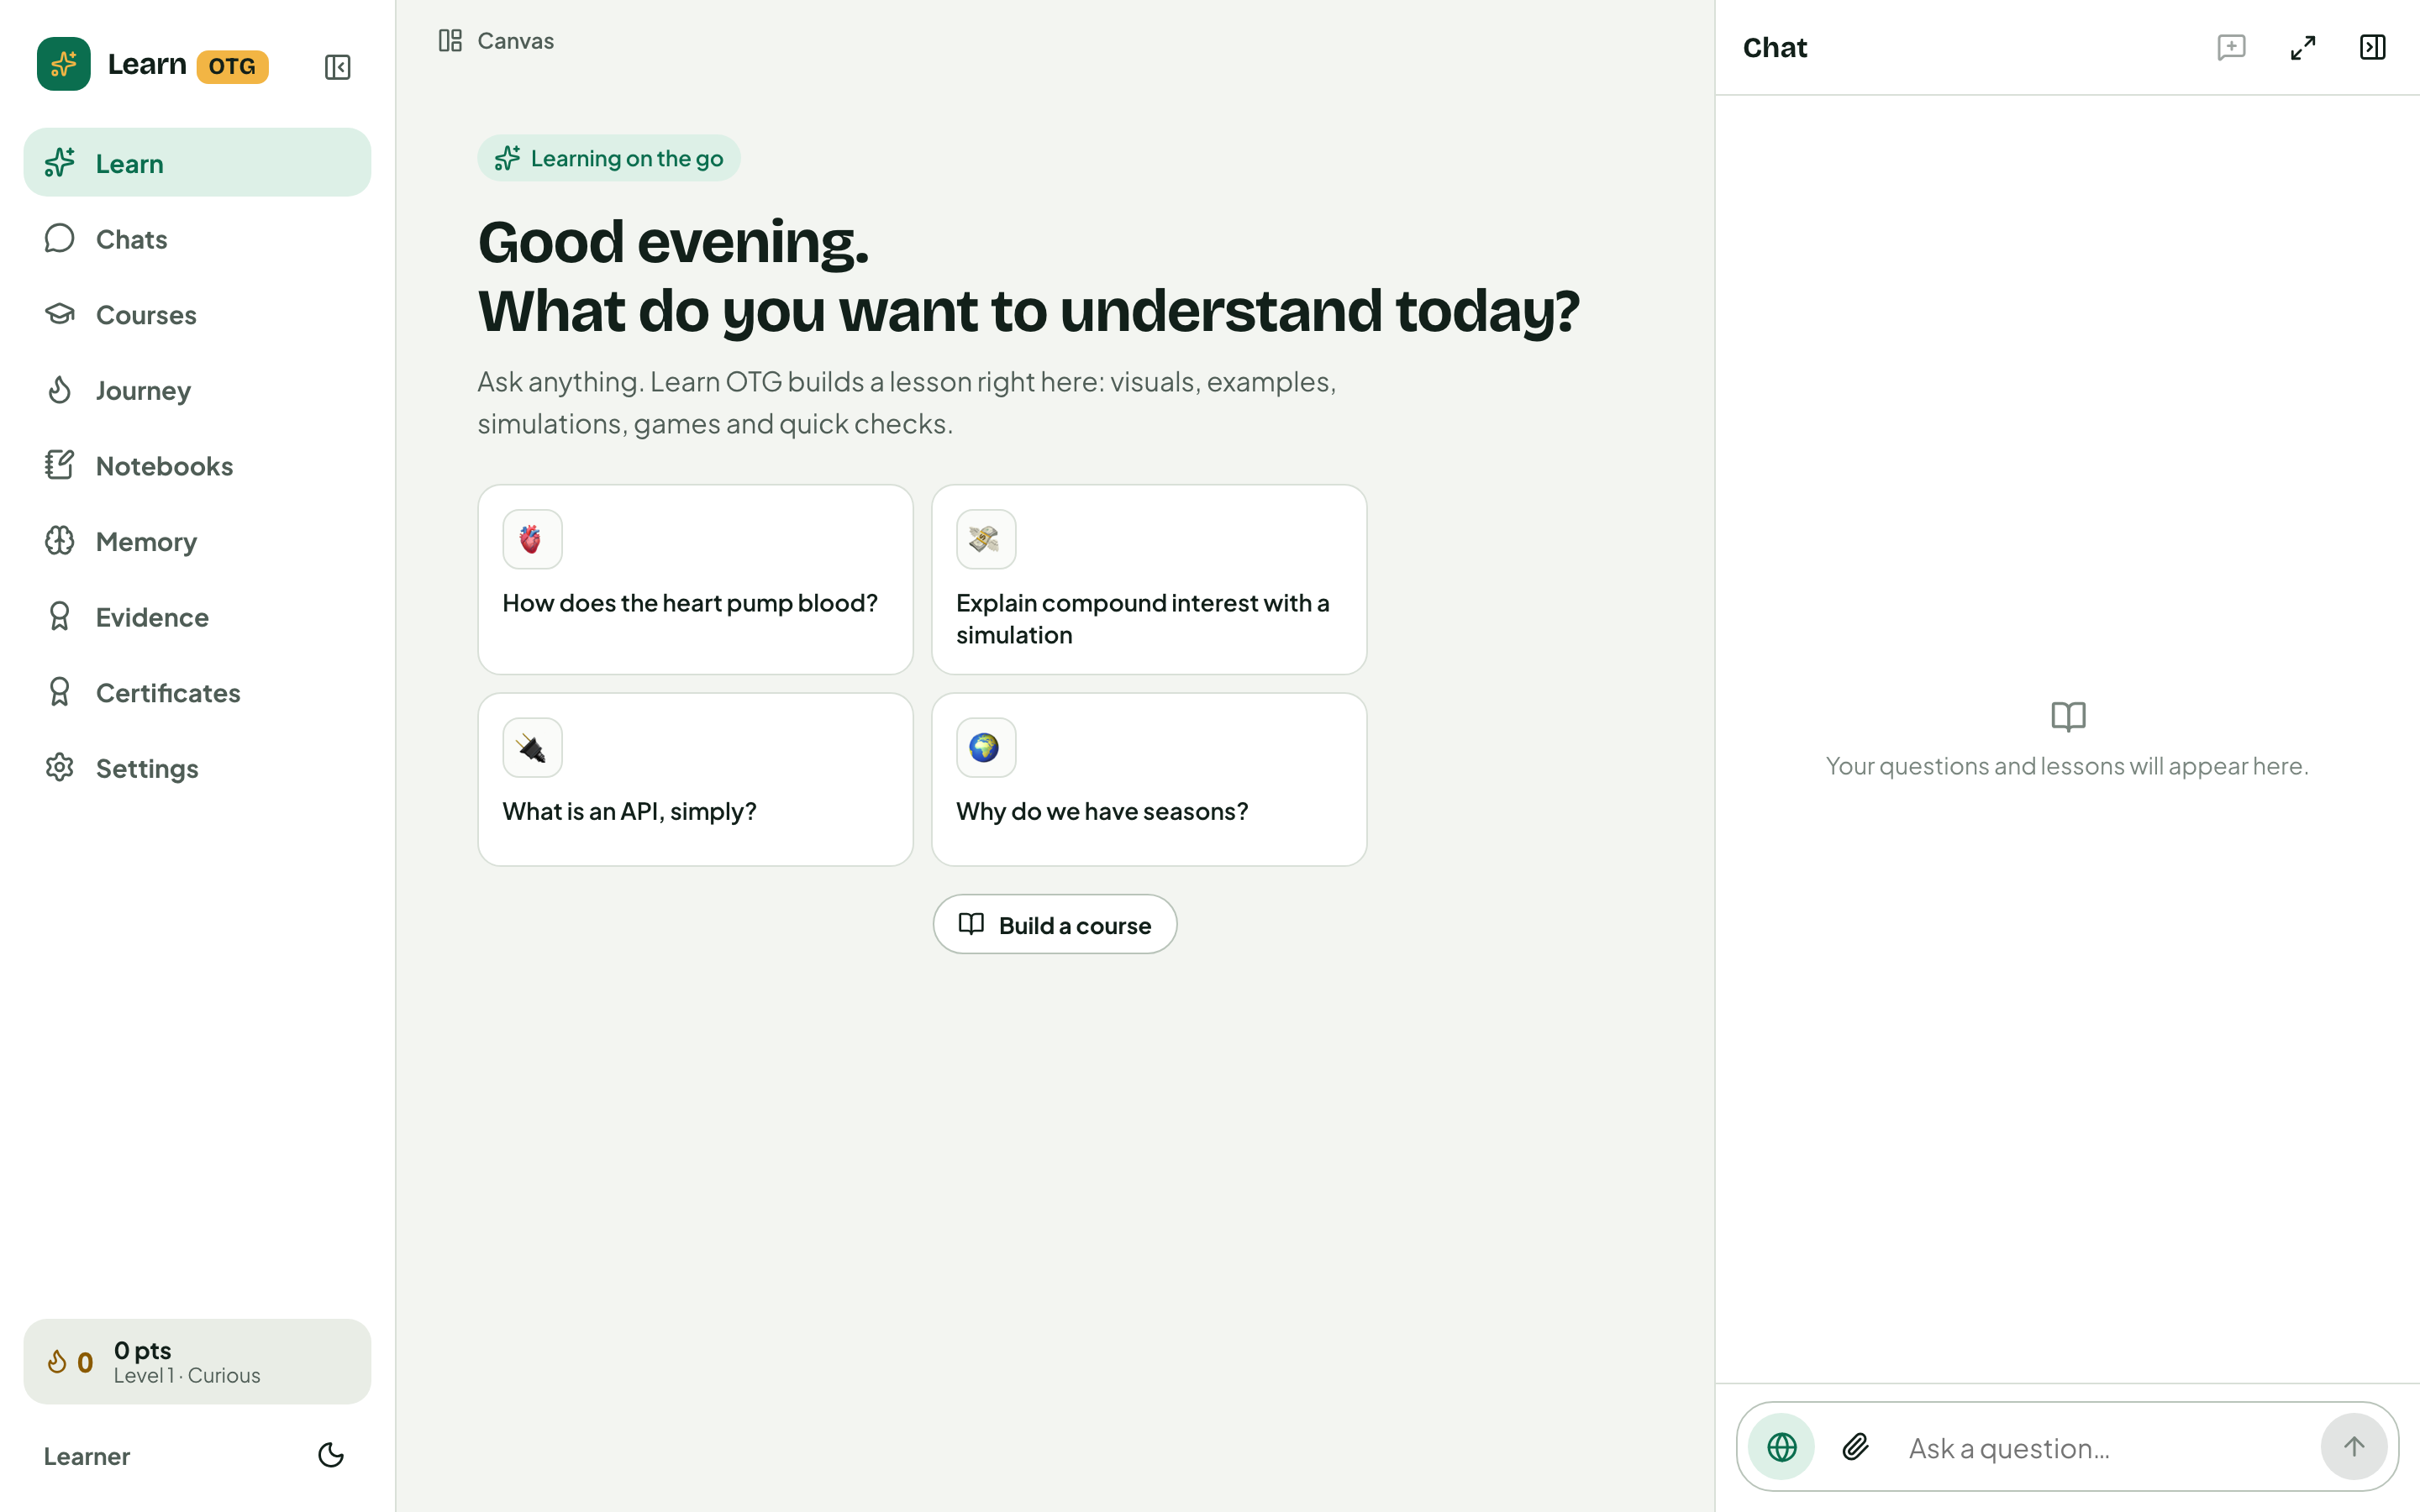 Learn OTG
Learn
Chats
Courses
Journey
Notebooks
Memory
Evidence
Certificates
Settings
0
0 pts
Level 1 · Curious
Learner
Canvas
Learning on the go
Good evening.
What do you want to understand today?
Ask anything. Learn OTG builds a lesson right here: visuals, examples,
simulations, games and quick checks.
How does the heart pump blood?
Explain compound interest with a
simulation
What is an API, simply?
Why do we have seasons?
Build a course
Chat
Your questions and lessons will appear here.
Ask a question...